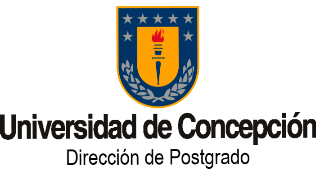 Universidad de Concepción
Dirección de Postgrado